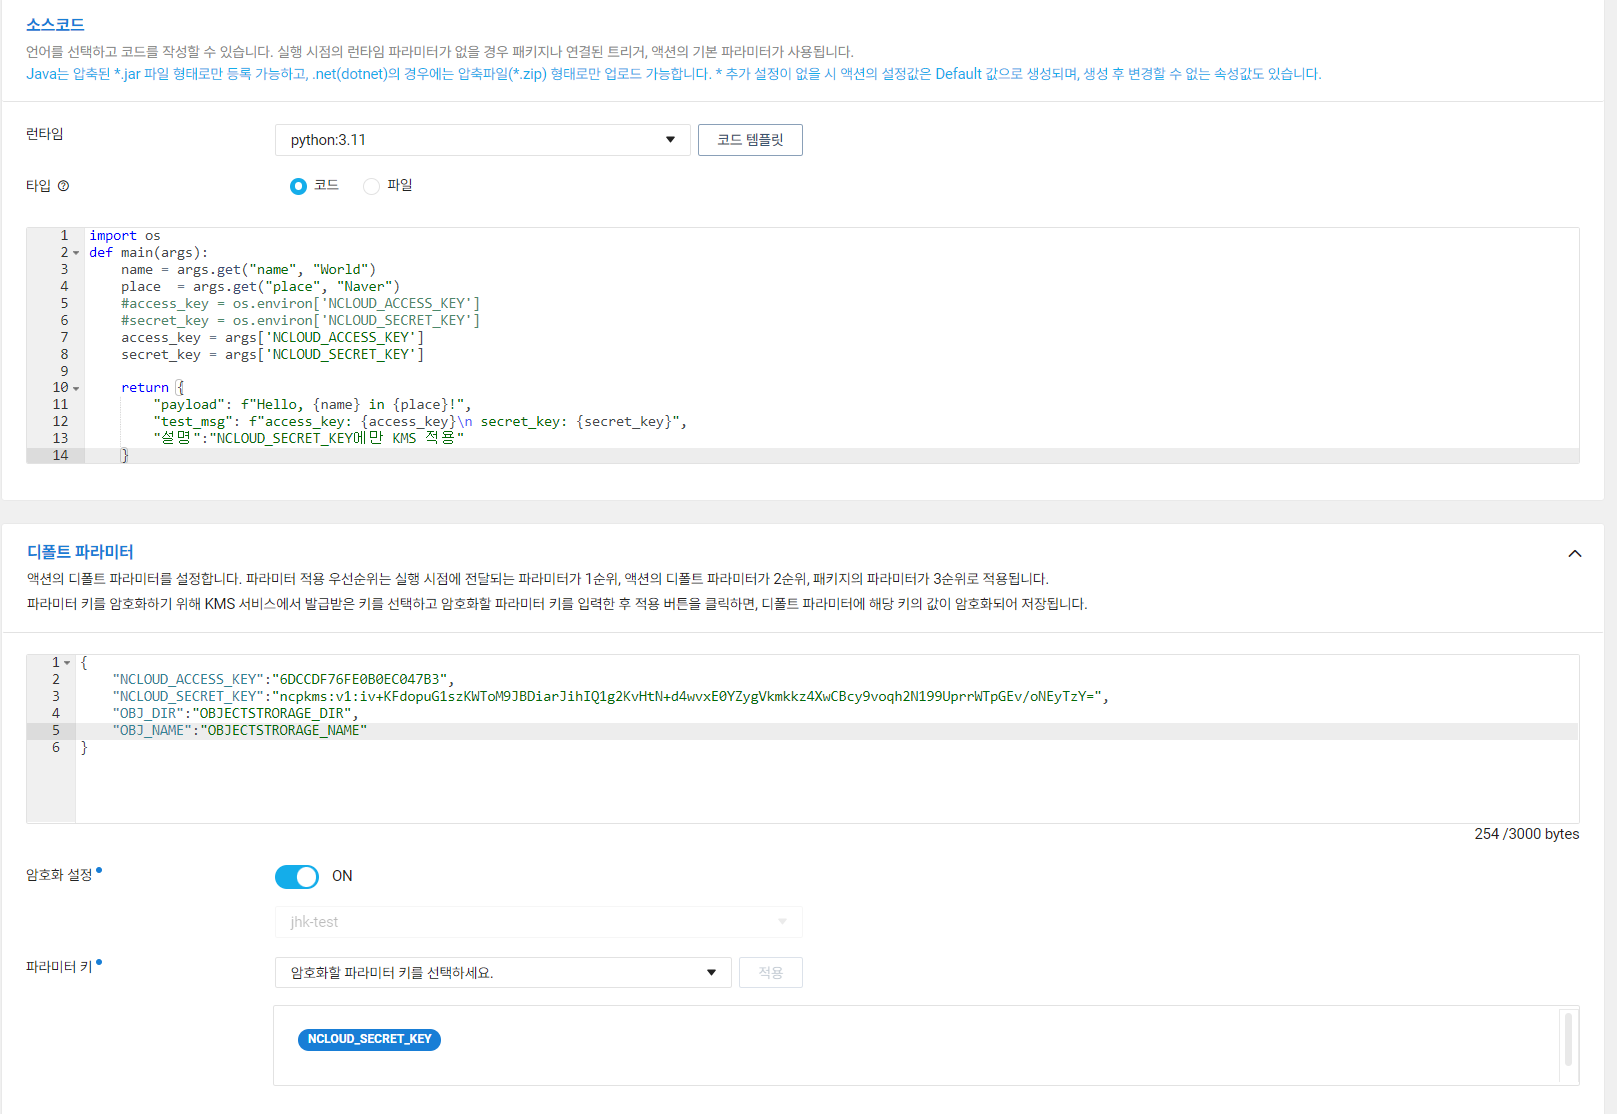 소스코드
언어를 선택하고 코드를 작성할 수 있습니다. 실행 시점의 런타임 파라미터가 없을 경우 패키지나 연결된 트리거, 액션의 기본 파라미터가 사용됩니다.
Java는 압축된 *.jar 파일 형태로만 등록 가능하고, .net(dotnet)의 경우에는 압축파일(*.zip) 형태로만 업로드 가능합니다. * 추가 설정이 없을 시 액션의 설정값은 Default 값으로 생성되며, 생성 후 변경할 수 없는 속성값도 있습니다.
런타임
python:3.11
코드 템플릿
타입
코드 파일
1 import os
2 def main(args):
3     name = args.get("name", "World")
4     place  = args.get("place", "Naver")
5     #access_key = os.environ['NCLOUD_ACCESS_KEY']
6     #secret_key = os.environ['NCLOUD_SECRET_KEY']
7     access_key = args['NCLOUD_ACCESS_KEY']
8     secret_key = args['NCLOUD_SECRET_KEY']
9
10     return {
11         "payload": f"Hello, {name} in {place}!",
12         "test_msg": f"access_key: {access_key}\n secret_key: {secret_key}",
13         "설명":"NCLOUD_SECRET_KEY에만 KMS 적용"
14     }
디폴트 파라미터
액션의 디폴트 파라미터를 설정합니다. 파라미터 적용 우선순위는 실행 시점에 전달되는 파라미터가 1순위, 액션의 디폴트 파라미터가 2순위, 패키지의 파라미터가 3순위로 적용됩니다.
파라미터 키를 암호화하기 위해 KMS 서비스에서 발급받은 키를 선택하고 암호화할 파라미터 키를 입력한 후 적용 버튼을 클릭하면, 디폴트 파라미터에 해당 키의 값이 암호화되어 저장됩니다.
1 {
2     "NCLOUD_ACCESS_KEY":"6DCCDF76FE0B0EC047B3",
3     "NCLOUD_SECRET_KEY":"ncpkms:v1:iv+KFdopuG1szKWToM9JBDiarJihIQ1g2KvHtN+d4wvxE0YZygVkmkkz4XwCBcy9voqh2N199UprrWTpGEv/oNEyTzY=",
4     "OBJ_DIR":"OBJECTSTRORAGE_DIR",
5     "OBJ_NAME":"OBJECTSTRORAGE_NAME"
6 }
254 /3000 bytes
암호화 설정
ON
jhk-test
파라미터 키
암호화할 파라미터 키를 선택하세요.
적용
NCLOUD_SECRET_KEY